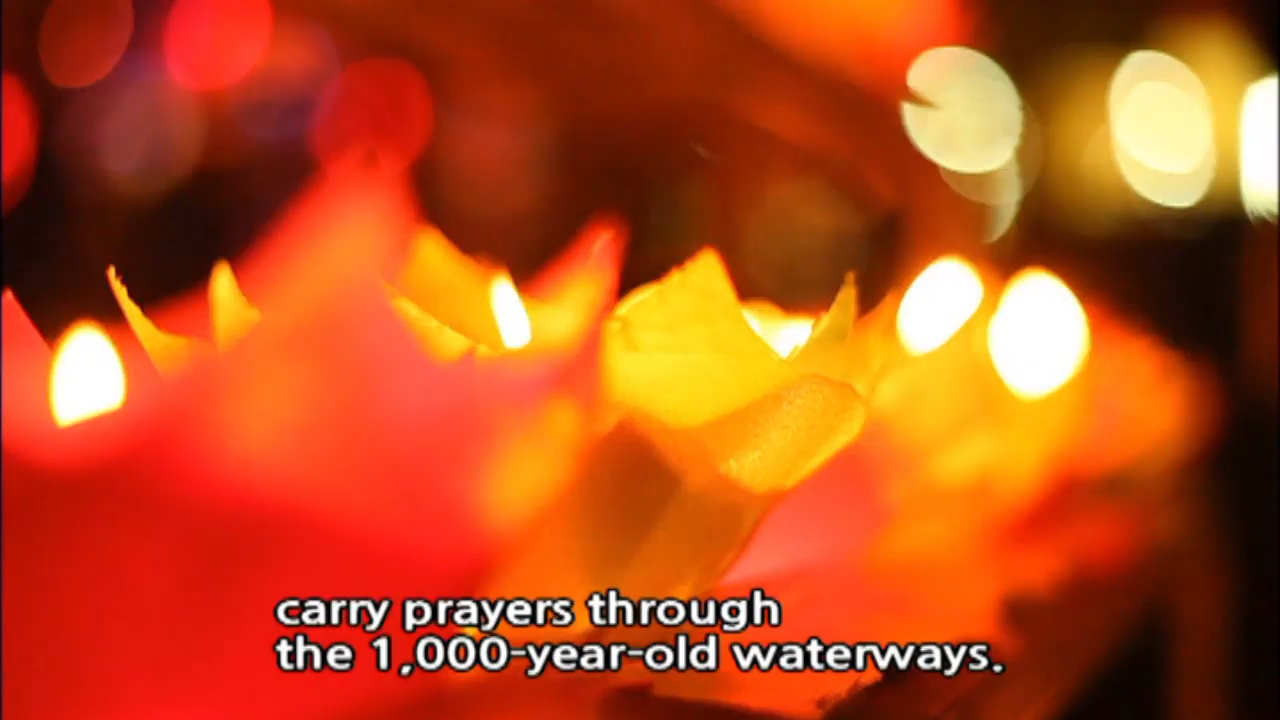 carry prayers through
the 1,000-year-old waterways.